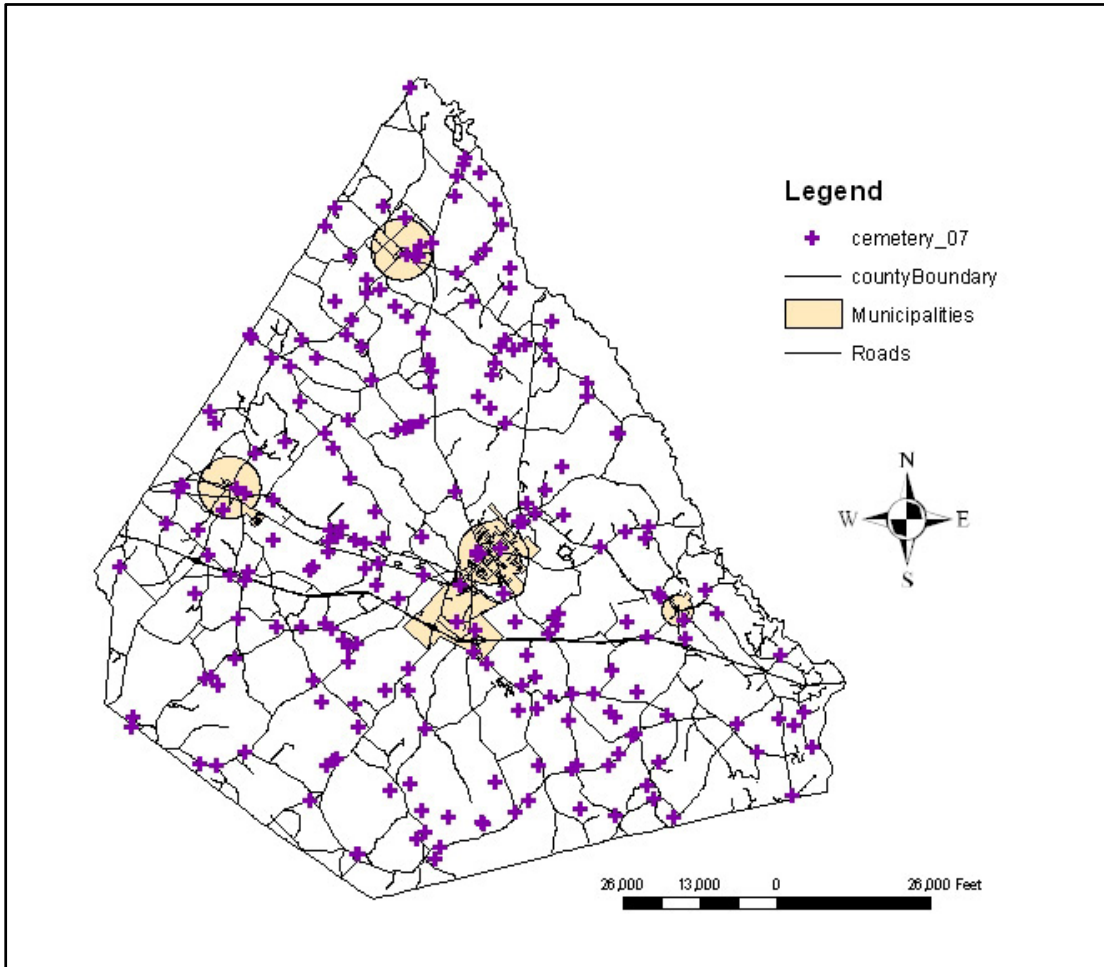 Legend
cemetery_07
countyBoundary
Municipalities
Roads
N
W E
S
26,000 13,000 0 26,000 Feet